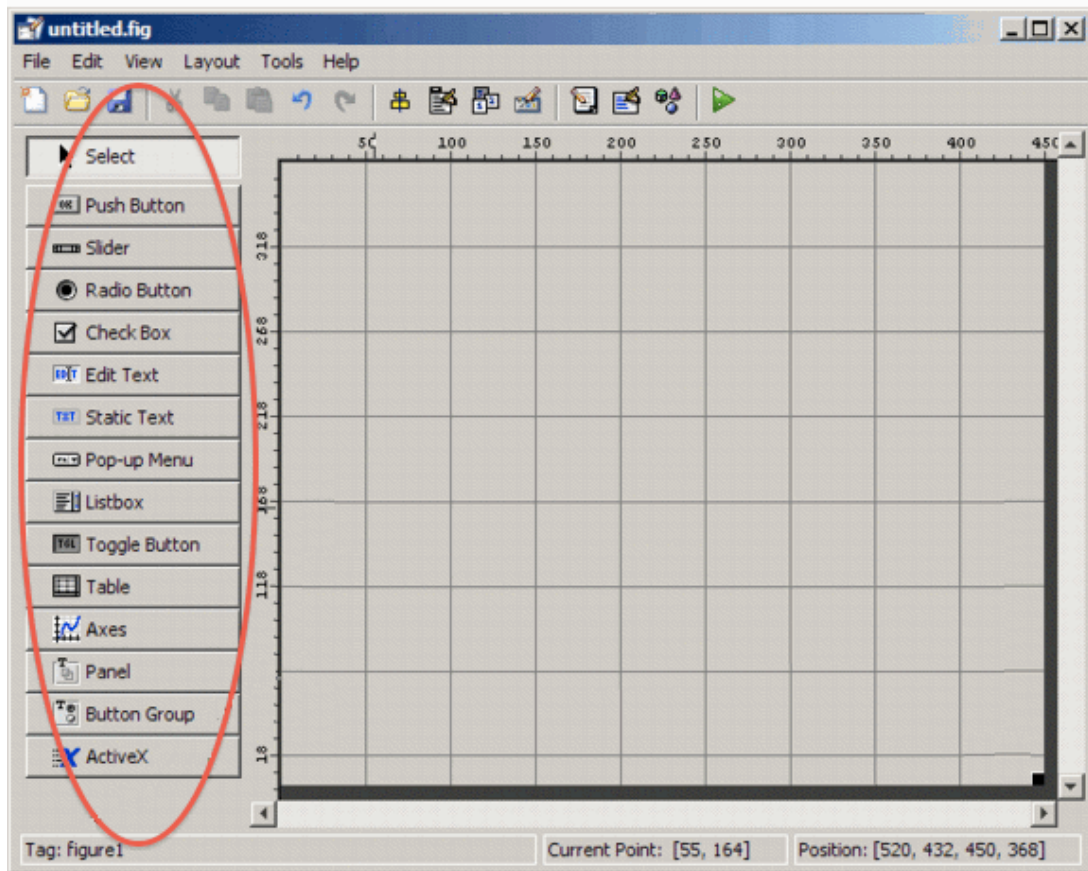 untitled.fig
File Edit View Layout Tools Help
50 100 150 200 250 300 350 400 450
Select
Push Button
Slider
Radio Button
Check Box
Edit Text
Static Text
Pop-up Menu
Listbox
Toggle Button
Table
Axes
Panel
Button Group
ActiveX
318
268
218
168
118
18
Tag: figure1
Current Point: [55, 164]
Position: [520, 432, 450, 368]